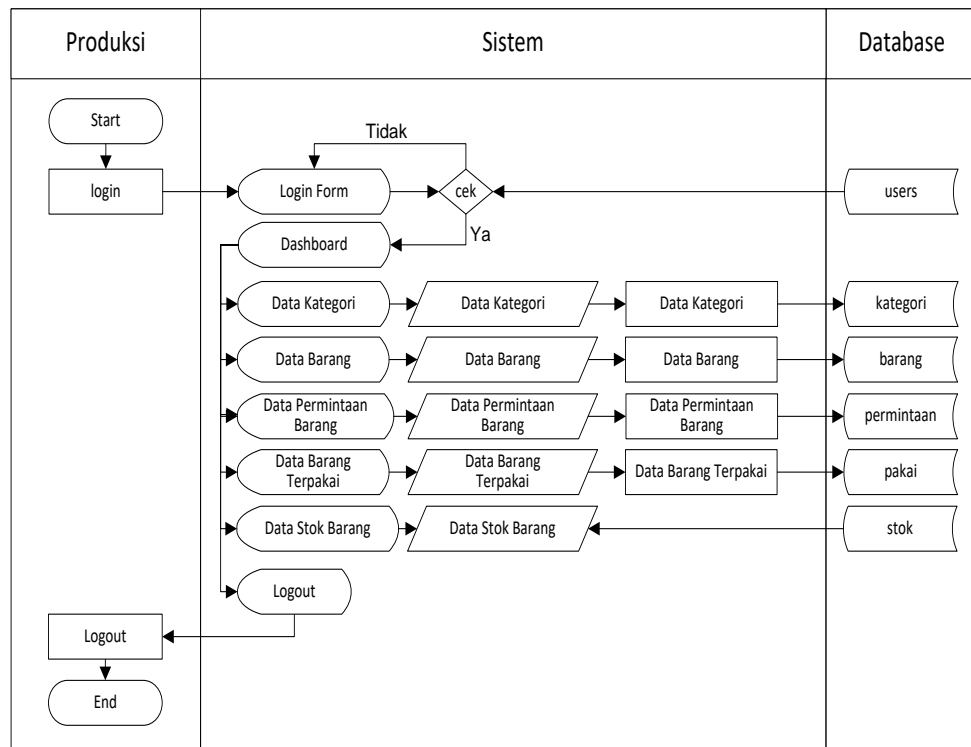 Produksi
Sistem
Database
Start
Tidak
login
Login Form
cek
users
Ya
Dashboard
Data Kategori
Data Kategori
Data Kategori
kategori
Data Barang
Data Barang
Data Barang
barang
Data Permintaan
Barang
Data Permintaan
Barang
Data Permintaan
Barang
permintaan
Data Barang
Terpakai
Data Barang
Terpakai
Data Barang Terpakai
pakai
Data Stok Barang
Data Stok Barang
stok
Logout
Logout
End